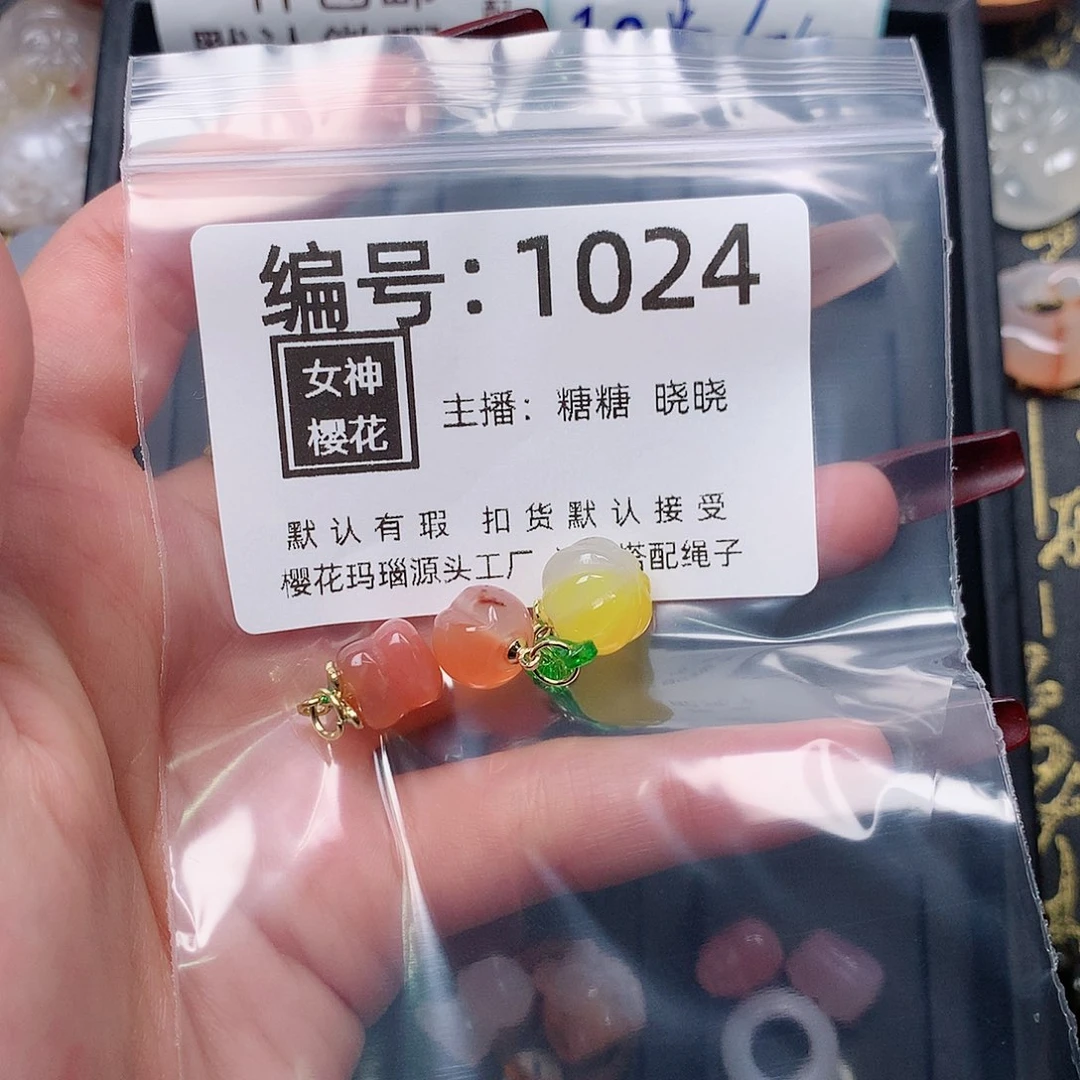 编号：1024
女神
樱花
主播：糖糖 晓晓
默认有瑕 扣货默认接受
樱花玛瑙源头工厂 搭配绳子